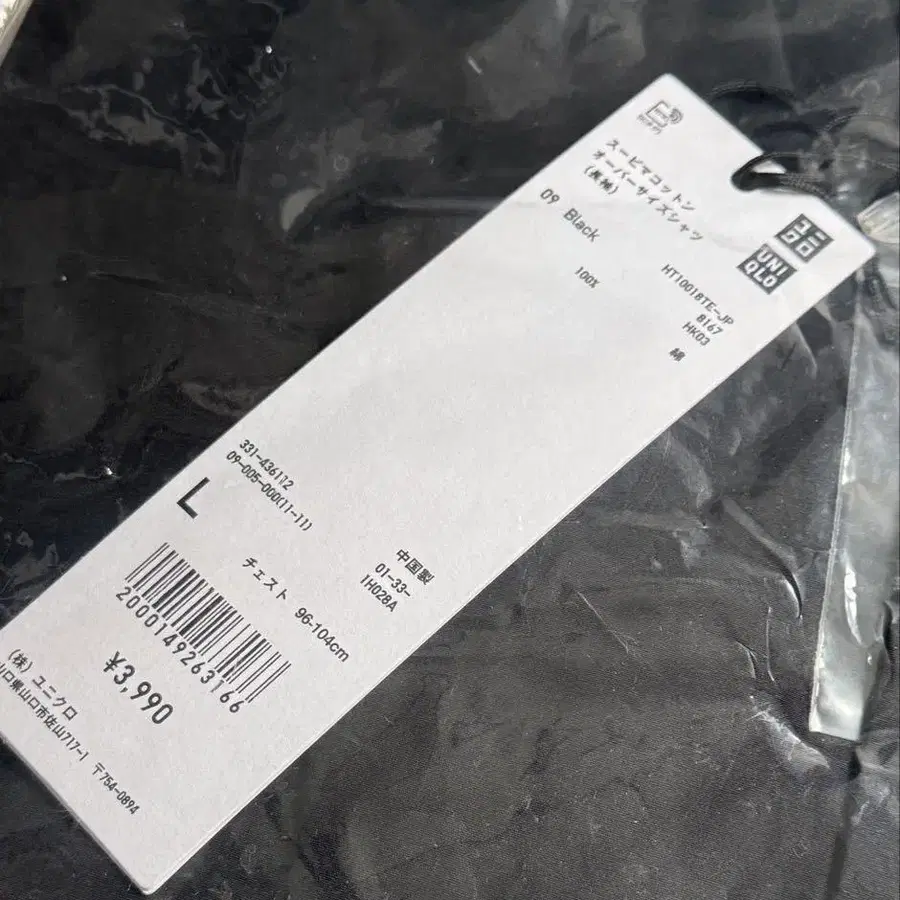 スーピマコットン
オーバーサイズシャツ
(長袖)
09 Black
ユニ
クロ
UNI
QLO
HT10018TE-JP
8167
HK03
100%
綿
331-436112
09-005-000(11-11)
L
中国製
01-33-
IH028A
チェスト 96-104cm
2000149263166
¥3,990
(株) ユニクロ
山口県山口市佐山717-1 〒754-0894